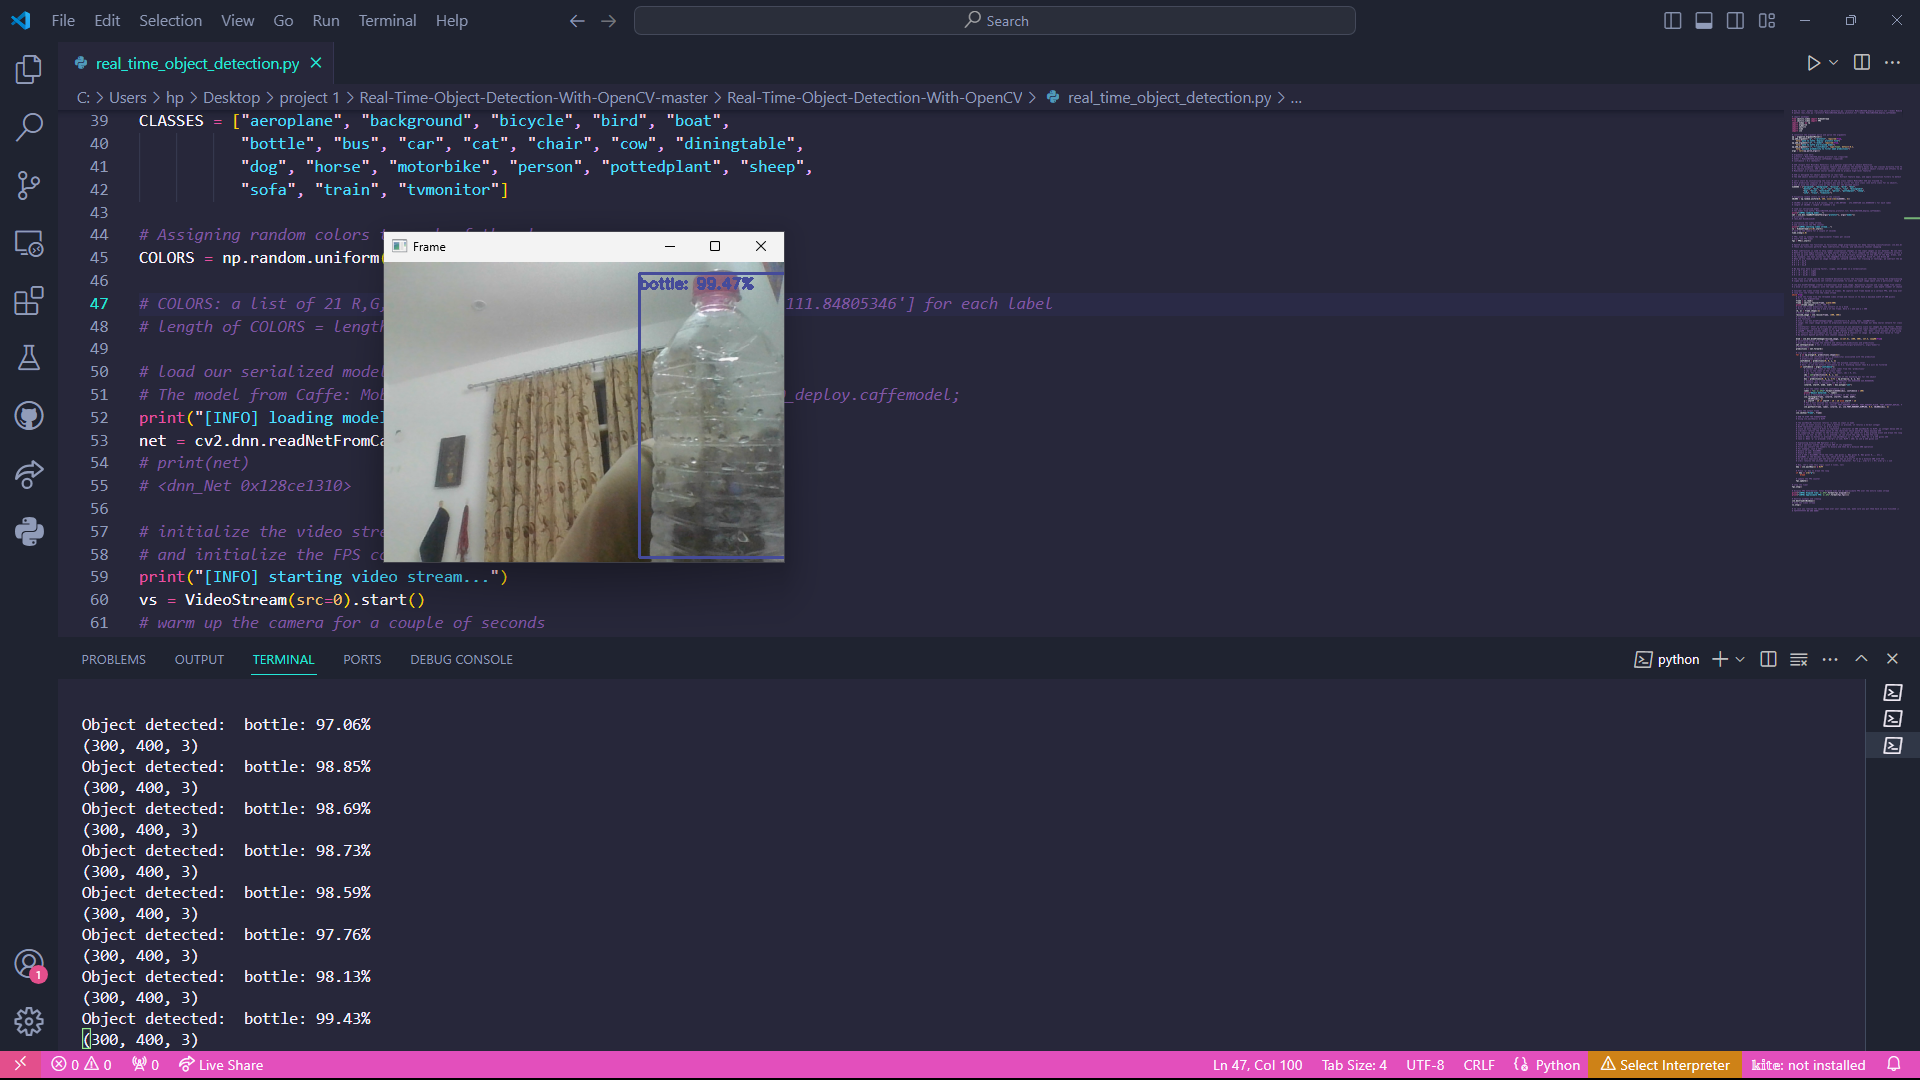 File Edit Selection View Go Run Terminal Help
Search
real_time_object_detection.py
C: > Users > hp > Desktop > project 1 > Real-Time-Object-Detection-With-OpenCV-master > Real-Time-Object-Detection-With-OpenCV > real_time_object_detection.py > ...
39 CLASSES = ["aeroplane", "background", "bicycle", "bird", "boat",
40 "bottle", "bus", "car", "cat", "chair", "cow", "diningtable",
41 "dog", "horse", "motorbike", "person", "pottedplant", "sheep",
42 "sofa", "train", "tvmonitor"]
43
44 # Assigning random colors
45 COLORS = np.random.uniform(
46
47 # COLORS: a list of 21 R,G, 111.84805346'] for each label
48 # length of COLORS = length
49
50 # load our serialized model
51 # The model from Caffe: Mob _deploy.caffemodel;
52 print("[INFO] loading model
53 net = cv2.dnn.readNetFromCa
54 # print(net)
55 # <dnn_Net 0x128ce1310>
56
57 # initialize the video stre
58 # and initialize the FPS co
59 print("[INFO] starting video stream...")
60 vs = VideoStream(src=0).start()
61 # warm up the camera for a couple of seconds
Frame
bottle: 99.47%
PROBLEMS OUTPUT TERMINAL PORTS DEBUG CONSOLE
python
Object detected: bottle: 97.06%
(300, 400, 3)
Object detected: bottle: 98.85%
(300, 400, 3)
Object detected: bottle: 98.69%
(300, 400, 3)
Object detected: bottle: 98.73%
(300, 400, 3)
Object detected: bottle: 98.59%
(300, 400, 3)
Object detected: bottle: 97.76%
(300, 400, 3)
Object detected: bottle: 98.13%
(300, 400, 3)
Object detected: bottle: 99.43%
(300, 400, 3)
1
0 0 0 Live Share
Ln 47, Col 100 Tab Size: 4 UTF-8 CRLF Python Select Interpreter kite: not installed